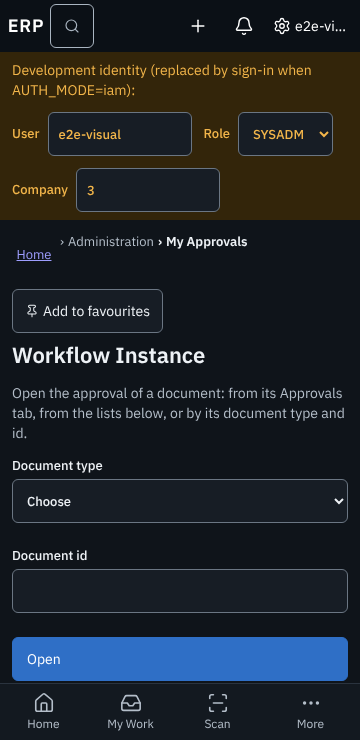 ERP
e2e-vi...
Development identity (replaced by sign-in when
AUTH_MODE=iam):
User e2e-visual Role SYSADM
Company 3
Home › Administration › My Approvals
Add to favourites
Workflow Instance
Open the approval of a document: from its Approvals
tab, from the lists below, or by its document type and
id.
Document type
Choose
Document id
Open
Home My Work Scan More